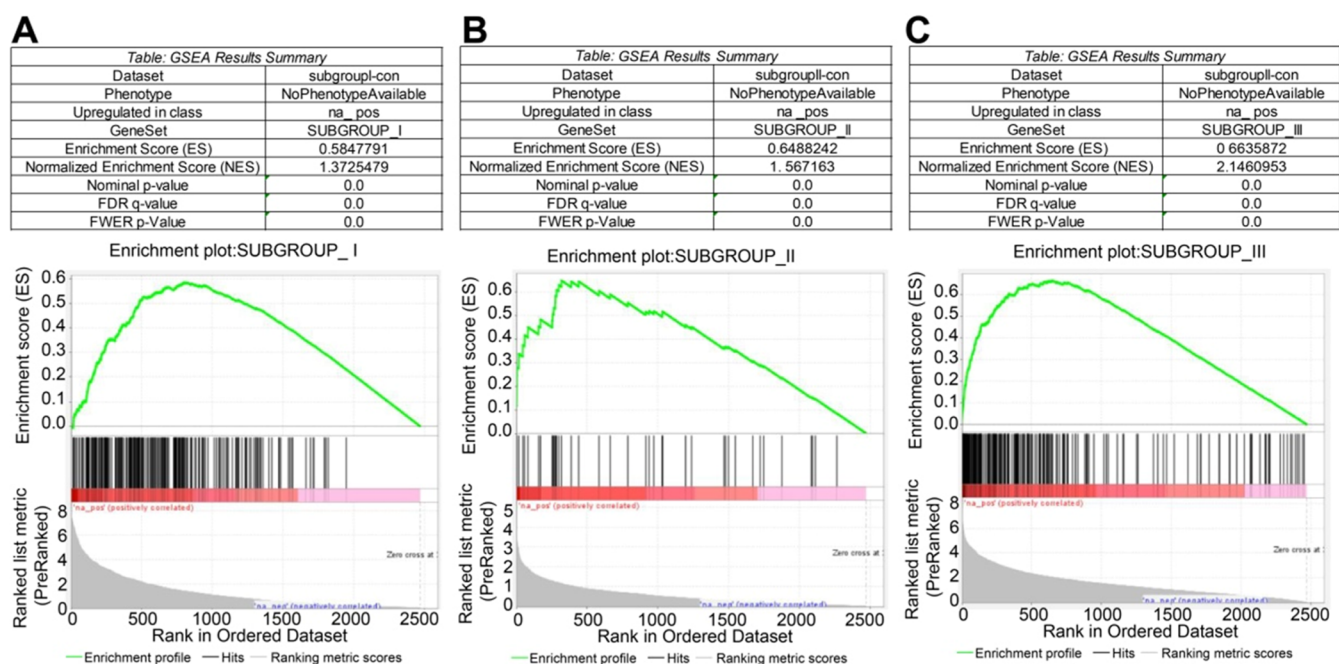 A
Table: GSEA Results Summary
Dataset subgroupI-con
Phenotype NoPhenotypeAvailable
Upregulated in class na_ pos
GeneSet SUBGROUP_I
Enrichment Score (ES) 0.5847791
Normalized Enrichment Score (NES) 1.3725479
Nominal p-value 0.0
FDR q-value 0.0
FWER p-Value 0.0
Enrichment plot:SUBGROUP_ I
Enrichment score (ES)
0.6
0.5
0.4
0.3
0.2
0.1
0.0
'na_pos' (positively correlated)
Ranked list metric
(PreRanked)
8
6
4
2
0
Zero cross at
'na_neg' (negatively correlated)
0 500 1000 1500 2000 2500
Rank in Ordered Dataset
Enrichment profile Hits Ranking metric scores
B
Table: GSEA Results Summary
Dataset subgroupII-con
Phenotype NoPhenotypeAvailable
Upregulated in class na_pos
GeneSet SUBGROUP_II
Enrichment Score (ES) 0.6488242
Normalized Enrichment Score (NES) 1. 567163
Nominal p-value 0.0
FDR q-value 0.0
FWER p-Value 0.0
Enrichment plot:SUBGROUP_II
Enrichment score (ES)
0.6
0.5
0.4
0.3
0.2
0.1
0.0
'na_pos' (positively correlated)
Ranked list metric
(PreRanked)
5
4
3
2
1
0
Zero cross at
'na_neg' (negatively correlated)
0 500 1000 1500 2000 2500
Rank in Ordered Dataset
Enrichment profile Hits Ranking metric scores
C
Table: GSEA Results Summary
Dataset subgroupII-con
Phenotype NoPhenotypeAvailable
Upregulated in class na_pos
GeneSet SUBGROUP_III
Enrichment Score (ES) 0 6635872
Normalized Enrichment Score (NES) 2.1460953
Nominal p-value 0.0
FDR q-value 0.0
FWER p-Value 0.0
Enrichment plot:SUBGROUP_III
Enrichment score (ES)
0.6
0.5
0.4
0.3
0.2
0.1
0.0
'na_pos' (positively correlated)
Ranked list metric
(PreRanked)
8
6
4
2
0
Zero cross at
'na_neg' (negatively correlated)
0 500 1000 1500 2000 2500
Rank in Ordered Dataset
Enrichment profile Hits Ranking metric scores